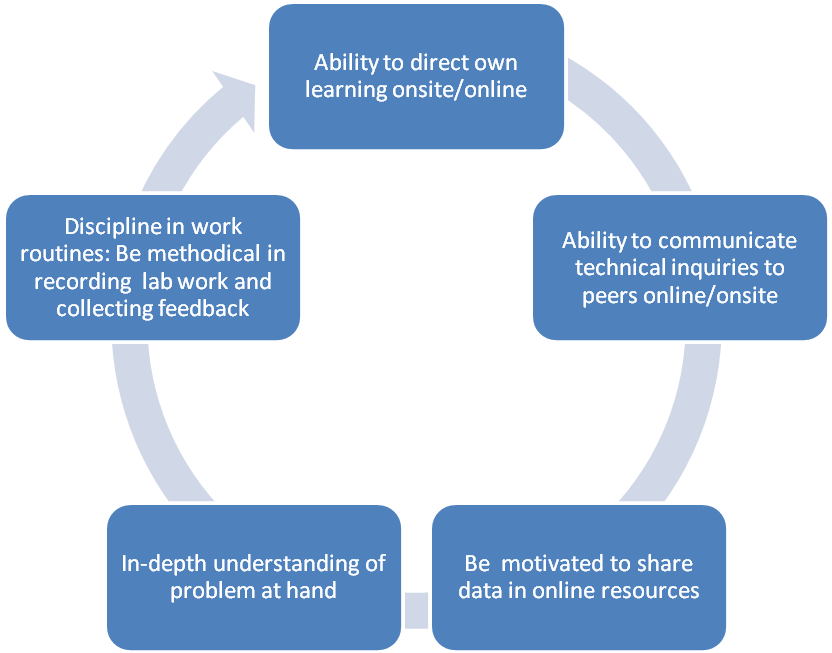 Ability to direct own
learning onsite/online
Ability to communicate
technical inquiries to
peers online/onsite
Be  motivated to share
data in online resources
In-depth understanding of
problem at hand
Discipline in work
routines: Be methodical in
recording  lab work and
collecting feedback